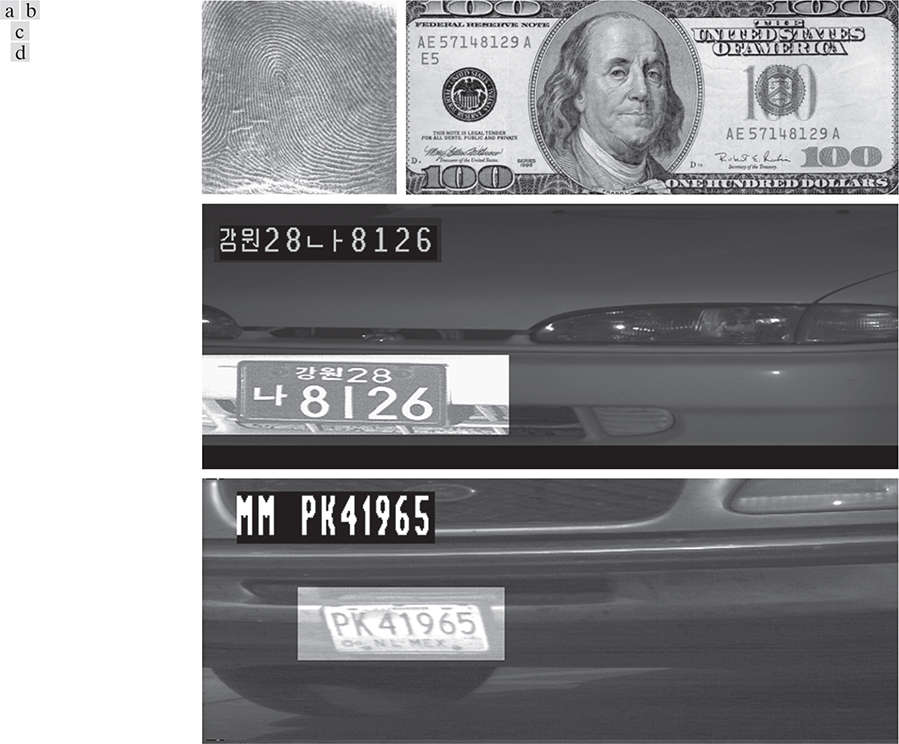 a b
c
d
100 100
FEDERAL RESERVE NOTE
THE
UNITED STATES
OF AMERICA
AE 57148129 A
E5
100
THIS NOTE IS LEGAL TENDER
FOR ALL DEBTS, PUBLIC AND PRIVATE
AE 57148129 A
Treasurer of the United States.
SERIES
1996
Secretary of the Treasury.
100
100
ONE HUNDRED DOLLARS
강원28ㄴㅏ8126
강원28
나8126
MM PK41965
PK41965